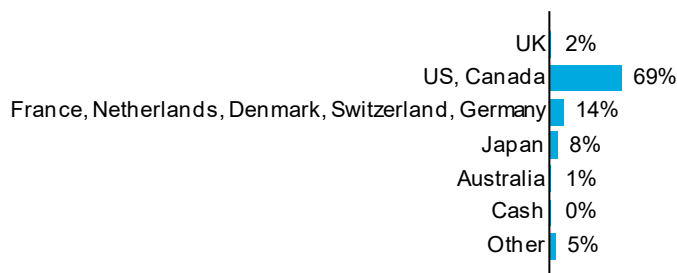 UK 2%
US, Canada 69%
France, Netherlands, Denmark, Switzerland, Germany 14%
Japan 8%
Australia 1%
Cash 0%
Other 5%